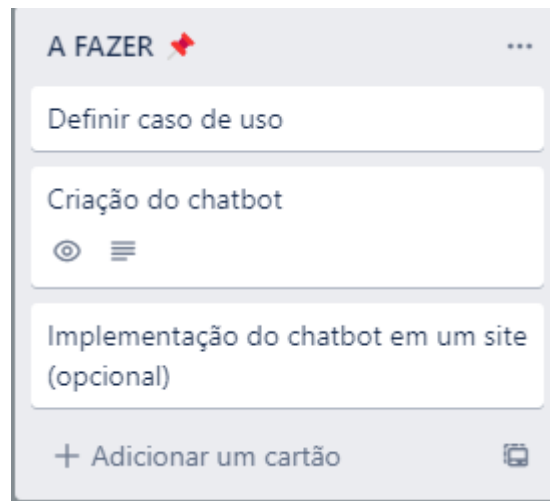 A FAZER 📌
Definir caso de uso
Criação do chatbot
Implementação do chatbot em um site
(opcional)
+ Adicionar um cartão